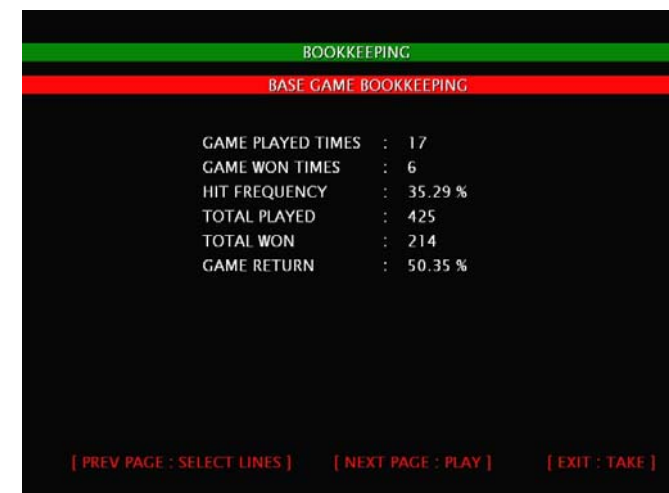 BOOKKEEPING
BASE GAME BOOKKEEPING
GAME PLAYED TIMES : 17
GAME WON TIMES : 6
HIT FREQUENCY : 35.29 %
TOTAL PLAYED : 425
TOTAL WON : 214
GAME RETURN : 50.35 %
[ PREV PAGE : SELECT LINES ] [ NEXT PAGE : PLAY ] [ EXIT : TAKE ]